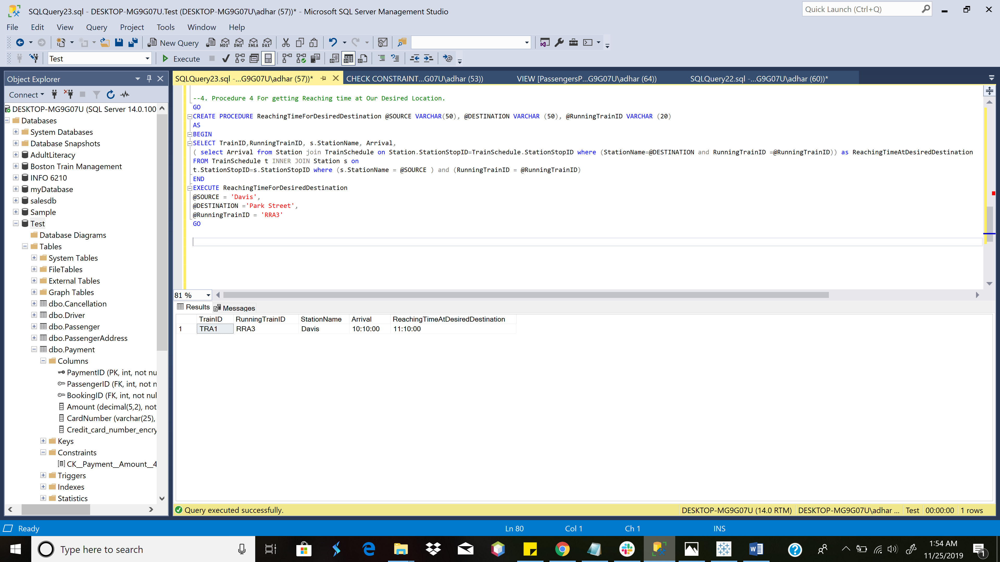 SQLQuery23.sql - DESKTOP-MG9G07U.Test (DESKTOP-MG9G07U\adhar (57))* - Microsoft SQL Server Management Studio
Quick Launch (Ctrl+Q)
File Edit View Query Project Tools Window Help
New Query MDX DMX XMLA DAX
Test Execute
Object Explorer
Connect
DESKTOP-MG9G07U (SQL Server 14.0.100
Databases
System Databases
Database Snapshots
AdultLiteracy
Boston Train Management
INFO 6210
myDatabase
salesdb
Sample
Test
Database Diagrams
Tables
System Tables
FileTables
External Tables
Graph Tables
dbo.Cancellation
dbo.Driver
dbo.Passenger
dbo.PassengerAddress
dbo.Payment
Columns
PaymentID (PK, int, not nu
PassengerID (FK, int, not n
BookingID (FK, int, not nul
Amount (decimal(5,2), not
CardNumber (varchar(25),
Credit_card_number_encry
Keys
Constraints
CK__Payment__Amount__4
Triggers
Indexes
Statistics
SQLQuery23.sql -...G9G07U\adhar (57))* CHECK CONSTRAINT...G07U\adhar (53)) VIEW [PassengersP...G9G07U\adhar (64)) SQLQuery22.sql -...G9G07U\adhar (60))*
--4. Procedure 4 For getting Reaching time at Our Desired Location.
GO
CREATE PROCEDURE ReachingTimeForDesiredDestination @SOURCE VARCHAR(50), @DESTINATION VARCHAR (50), @RunningTrainID VARCHAR (20)
AS
BEGIN
SELECT TrainID,RunningTrainID, s.StationName, Arrival,
( select Arrival from Station join TrainSchedule on Station.StationStopID=TrainSchedule.StationStopID where (StationName=@DESTINATION and RunningTrainID =@RunningTrainID)) as ReachingTimeAtDesiredDestination
FROM TrainSchedule t INNER JOIN Station s on
t.StationStopID=s.StationStopID where (s.StationName = @SOURCE ) and (RunningTrainID = @RunningTrainID)
END
EXECUTE ReachingTimeForDesiredDestination
@SOURCE = 'Davis',
@DESTINATION ='Park Street',
@RunningTrainID = 'RRA3'
GO
81 %
Results Messages
TrainID RunningTrainID StationName Arrival ReachingTimeAtDesiredDestination
1 TRA1 RRA3 Davis 10:10:00 11:10:00
Query executed successfully. DESKTOP-MG9G07U (14.0 RTM) DESKTOP-MG9G07U\adhar ... Test 00:00:00 1 rows
Ready Ln 80 Col 1 Ch 1 INS
Type here to search
1:54 AM
11/25/2019
1